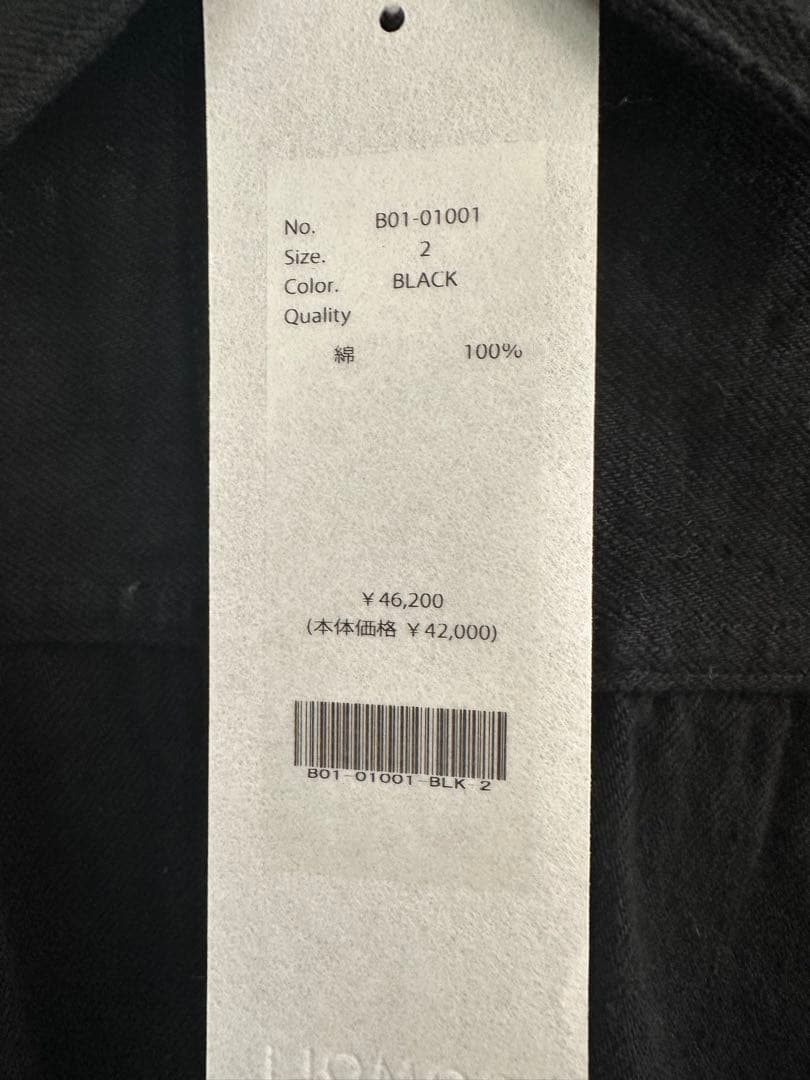 No. B01-01001
Size. 2
Color. BLACK
Quality
綿 100%
￥46,200
(本体価格 ￥42,000)
B01-01001-BLK-2